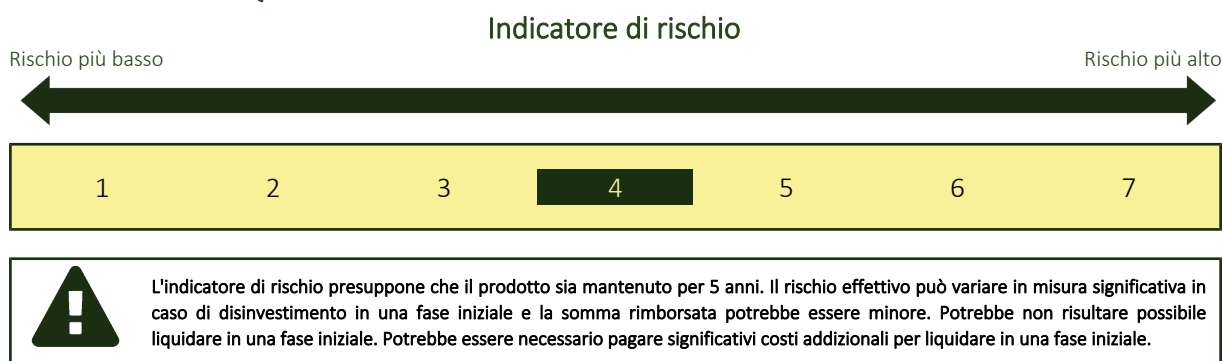 Indicatore di rischio
Rischio più basso Rischio più alto
1 2 3 4 5 6 7
L'indicatore di rischio presuppone che il prodotto sia mantenuto per 5 anni. Il rischio effettivo può variare in misura significativa in
caso di disinvestimento in una fase iniziale e la somma rimborsata potrebbe essere minore. Potrebbe non risultare possibile
liquidare in una fase iniziale. Potrebbe essere necessario pagare significativi costi addizionali per liquidare in una fase iniziale.